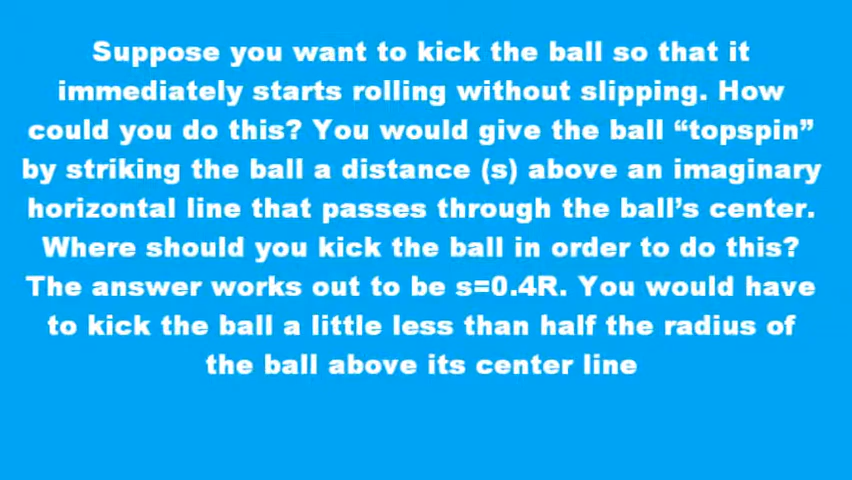 Suppose you want to kick the ball so that it
immediately starts rolling without slipping. How
could you do this? You would give the ball “topspin”
by striking the ball a distance (s) above an imaginary
horizontal line that passes through the ball’s center.
Where should you kick the ball in order to do this?
The answer works out to be s=0.4R. You would have
to kick the ball a little less than half the radius of
the ball above its center line